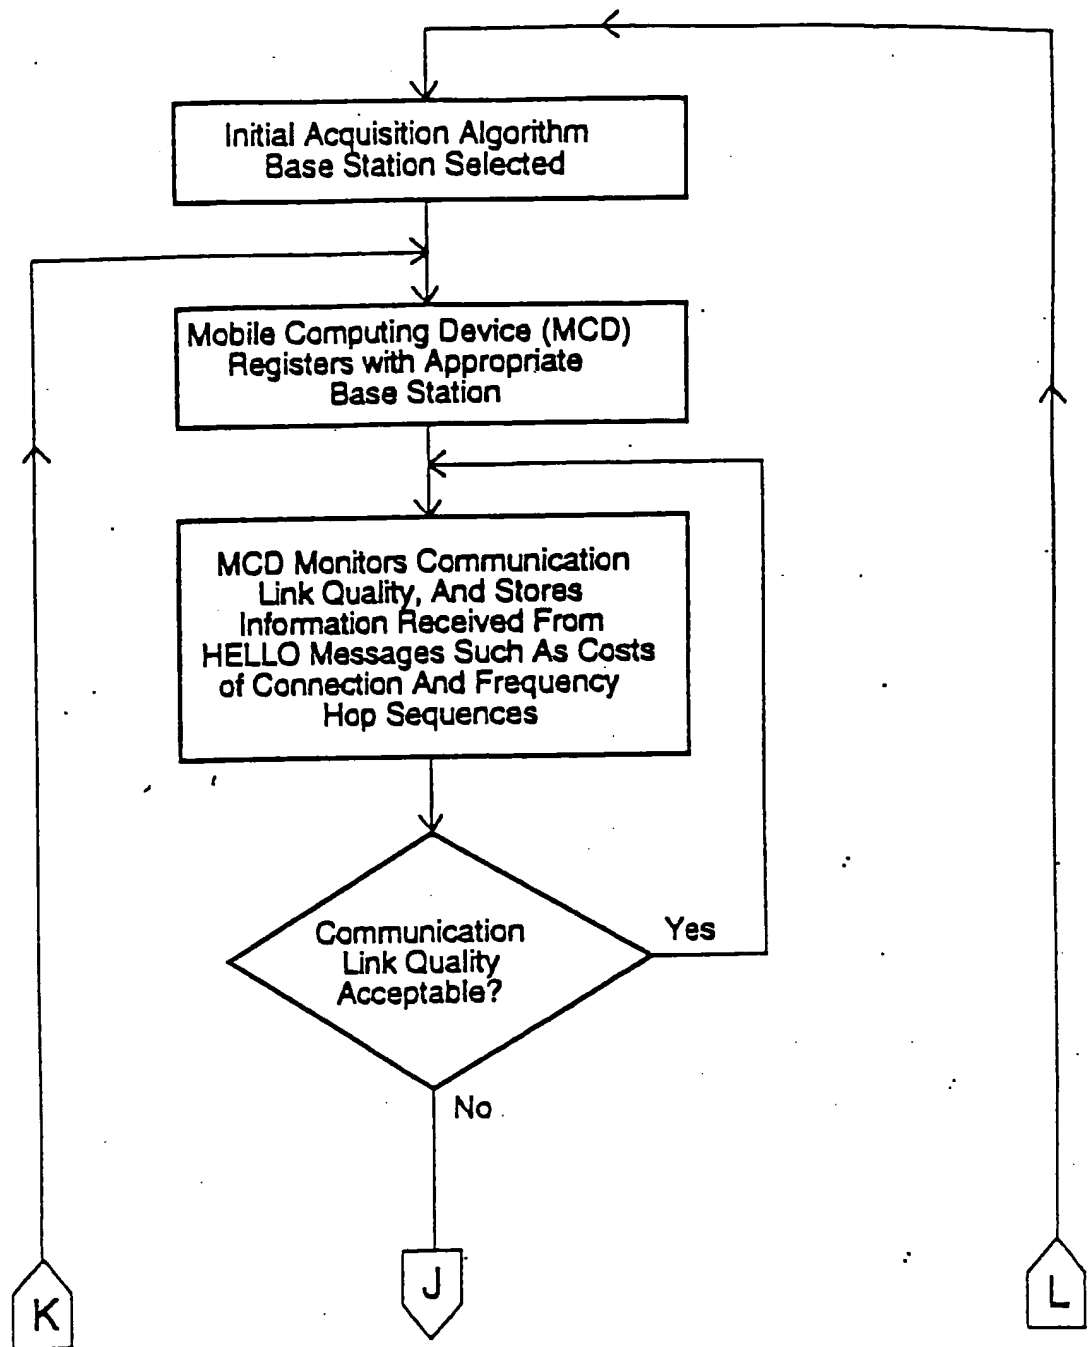 Initial Acquisition Algorithm
Base Station Selected
Mobile Computing Device (MCD)
Registers with Appropriate
Base Station
MCD Monitors Communication
Link Quality, And Stores
Information Received From
HELLO Messages Such As Costs
of Connection And Frequency
Hop Sequences
Communication
Link Quality
Acceptable?
Yes
No
K
J
L